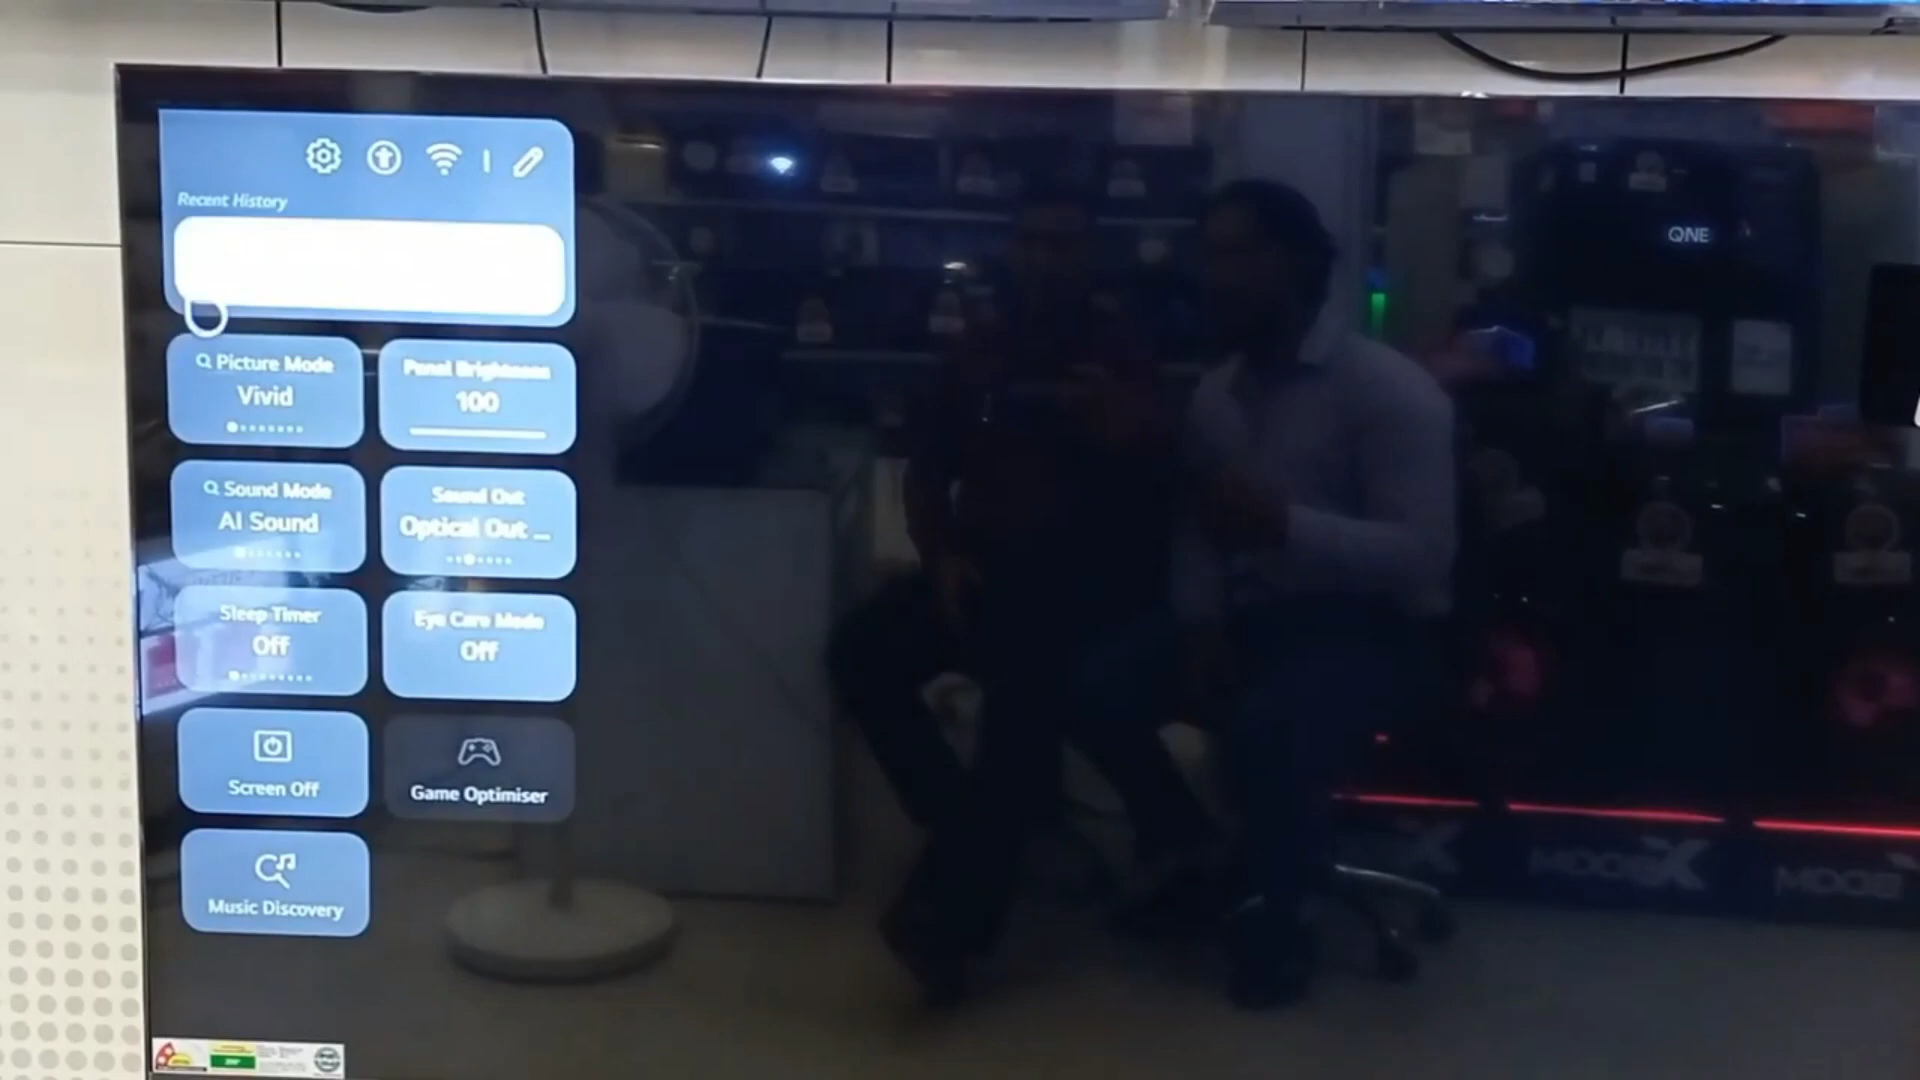 Recent History
Picture Mode
Vivid
Panel Brightness
100
Sound Mode
AI Sound
Sound Out
Optical Out ...
Sleep Timer
Off
Eye Care Mode
Off
Screen Off
Game Optimiser
Music Discovery